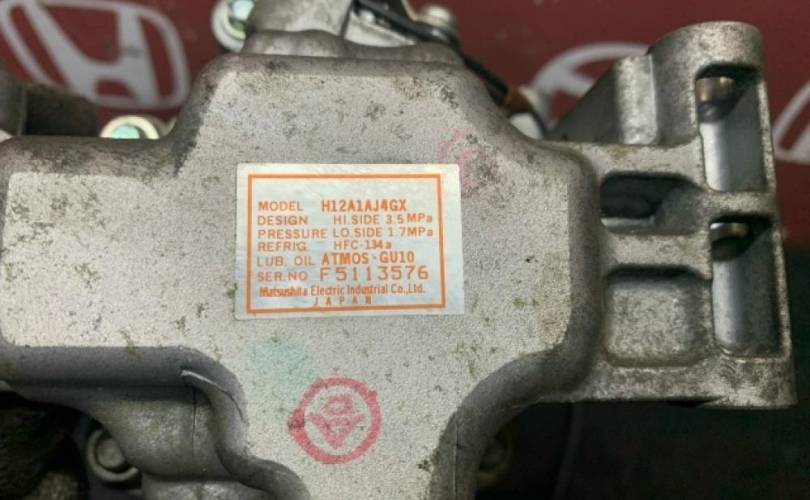 MODEL H12A1AJ4GX
DESIGN HI.SIDE 3.5MPa
PRESSURE LO.SIDE 1.7MPa
REFRIG. HFC-134a
LUB. OIL ATMOS-GU10
SER.NO F5113576
Matsushita Electric Industrial Co.,Ltd.
JAPAN